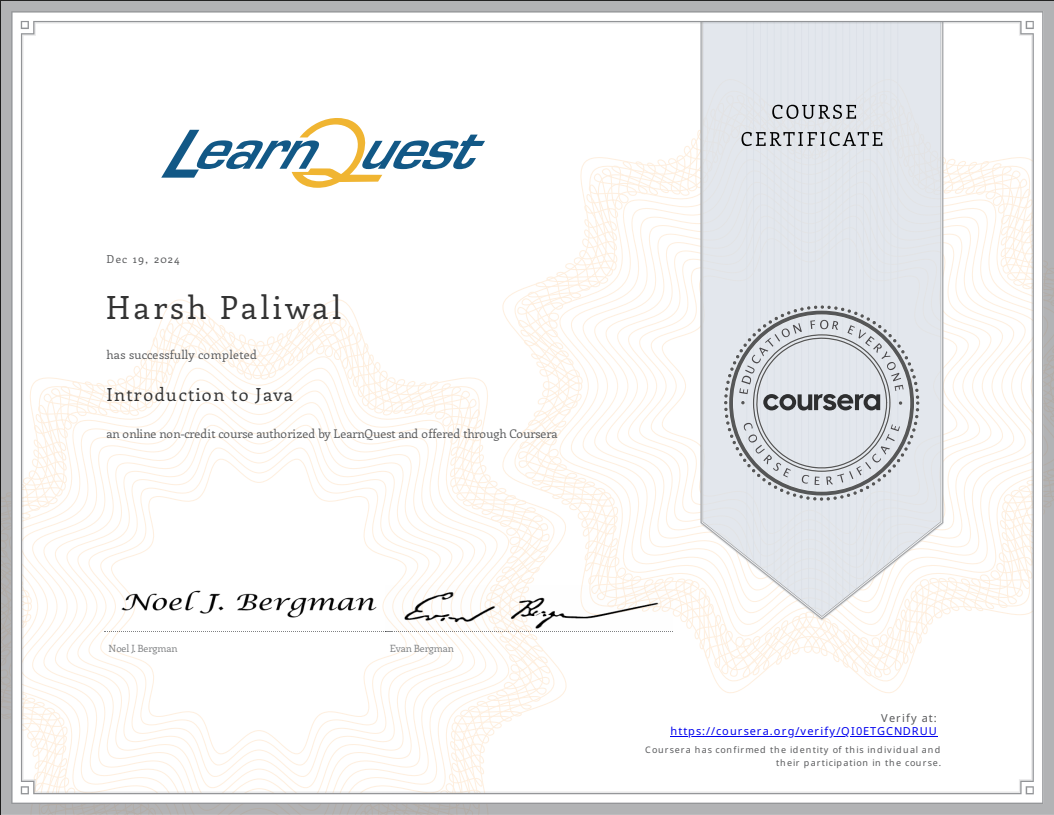 LearnQuest
COURSE
CERTIFICATE
Dec 19, 2024
Harsh Paliwal
has successfully completed
Introduction to Java
an online non-credit course authorized by LearnQuest and offered through Coursera
EDUCATION FOR EVERYONE
coursera
COURSE CERTIFICATE
Noel J. Bergman
Evan Bergman
Noel J. Bergman
Evan Bergman
Verify at:
https://coursera.org/verify/QI0ETGCNDRUU
Coursera has confirmed the identity of this individual and
their participation in the course.